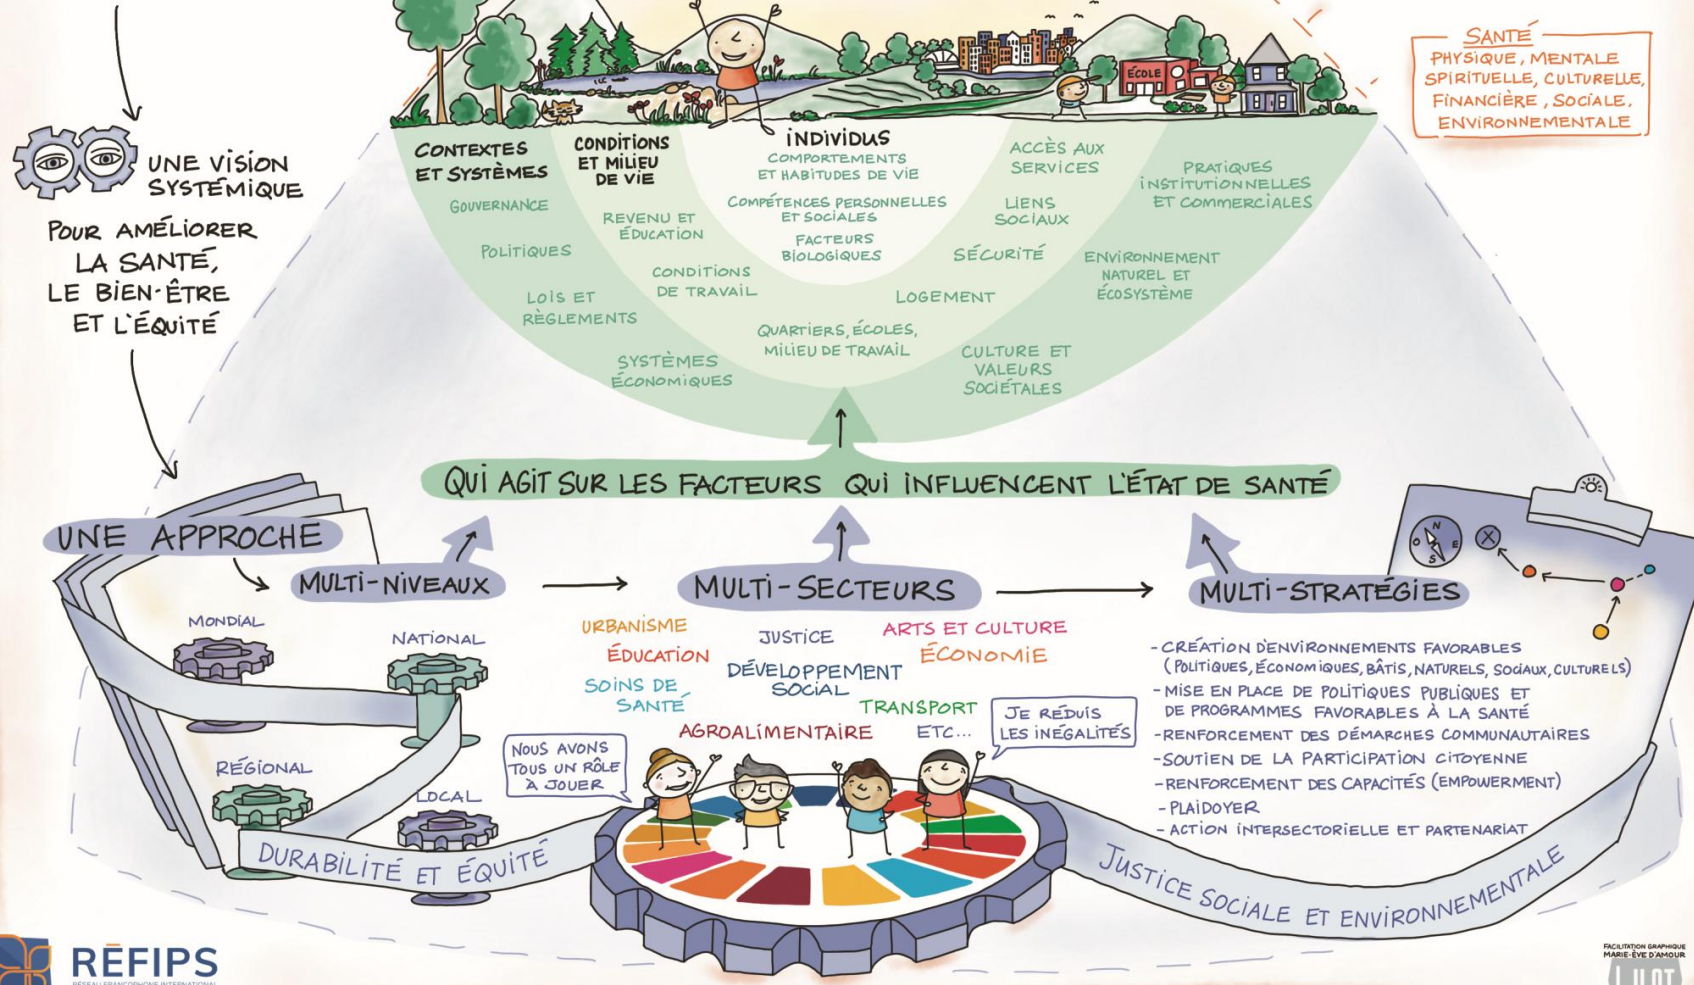 SANTÉ
PHYSIQUE, MENTALE
SPIRITUELLE, CULTURELLE,
FINANCIÈRE, SOCIALE,
ENVIRONNEMENTALE
ÉCOLE
UNE VISION
SYSTÉMIQUE
POUR AMÉLIORER
LA SANTÉ,
LE BIEN-ÊTRE
ET L'ÉQUITÉ
CONTEXTES
ET SYSTÈMES
GOUVERNANCE
POLITIQUES
LOIS ET
RÈGLEMENTS
SYSTÈMES
ÉCONOMIQUES
CULTURE ET
VALEURS
SOCIÉTALES
ENVIRONNEMENT
NATUREL ET
ÉCOSYSTÈME
PRATIQUES
INSTITUTIONNELLES
ET COMMERCIALES
CONDITIONS
ET MILIEU
DE VIE
REVENU ET
ÉDUCATION
CONDITIONS
DE TRAVAIL
QUARTIERS, ÉCOLES,
MILIEU DE TRAVAIL
LOGEMENT
SÉCURITÉ
LIENS
SOCIAUX
ACCÈS AUX
SERVICES
INDIVIDUS
COMPORTEMENTS
ET HABITUDES DE VIE
COMPÉTENCES PERSONNELLES
ET SOCIALES
FACTEURS
BIOLOGIQUES
QUI AGIT SUR LES FACTEURS QUI INFLUENCENT L'ÉTAT DE SANTÉ
UNE APPROCHE
MULTI-NIVEAUX
MONDIAL
NATIONAL
RÉGIONAL
LOCAL
MULTI-SECTEURS
URBANISME
JUSTICE
ARTS ET CULTURE
ÉDUCATION
ÉCONOMIE
DÉVELOPPEMENT
SOCIAL
SOINS DE
SANTÉ
TRANSPORT
AGROALIMENTAIRE
ETC...
NOUS AVONS
TOUS UN RÔLE
À JOUER
JE RÉDUIS
LES INÉGALITÉS
MULTI-STRATÉGIES
N
O
E
S
X
- CRÉATION D'ENVIRONNEMENTS FAVORABLES
(POLITIQUES, ÉCONOMIQUES, BÂTIS, NATURELS, SOCIAUX, CULTURELS)
- MISE EN PLACE DE POLITIQUES PUBLIQUES ET
DE PROGRAMMES FAVORABLES À LA SANTÉ
- RENFORCEMENT DES DÉMARCHES COMMUNAUTAIRES
- SOUTIEN DE LA PARTICIPATION CITOYENNE
- RENFORCEMENT DES CAPACITÉS (EMPOWERMENT)
- PLAIDOYER
- ACTION INTERSECTORIELLE ET PARTENARIAT
DURABILITÉ ET ÉQUITÉ
JUSTICE SOCIALE ET ENVIRONNEMENTALE
RÉFIPS
RÉSEAU FRANCOPHONE INTERNATIONAL
FACILITATION GRAPHIQUE
MARIE-ÈVE D'AMOUR